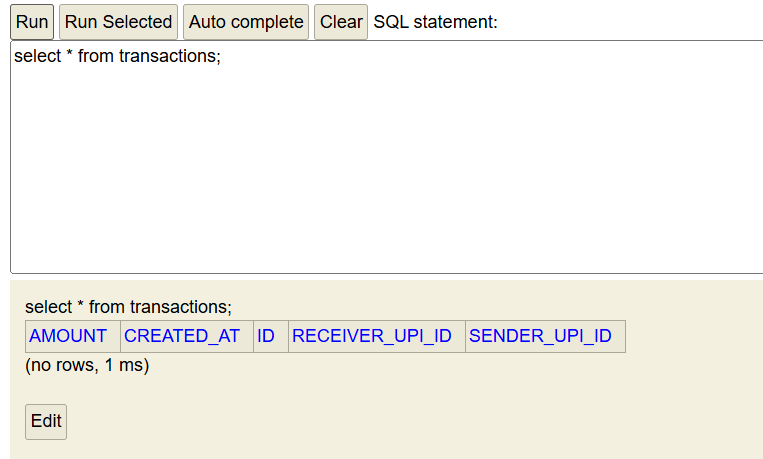 Run Run Selected Auto complete Clear SQL statement:
select * from transactions;
select * from transactions;
AMOUNT CREATED_AT ID RECEIVER_UPI_ID SENDER_UPI_ID
(no rows, 1 ms)
Edit